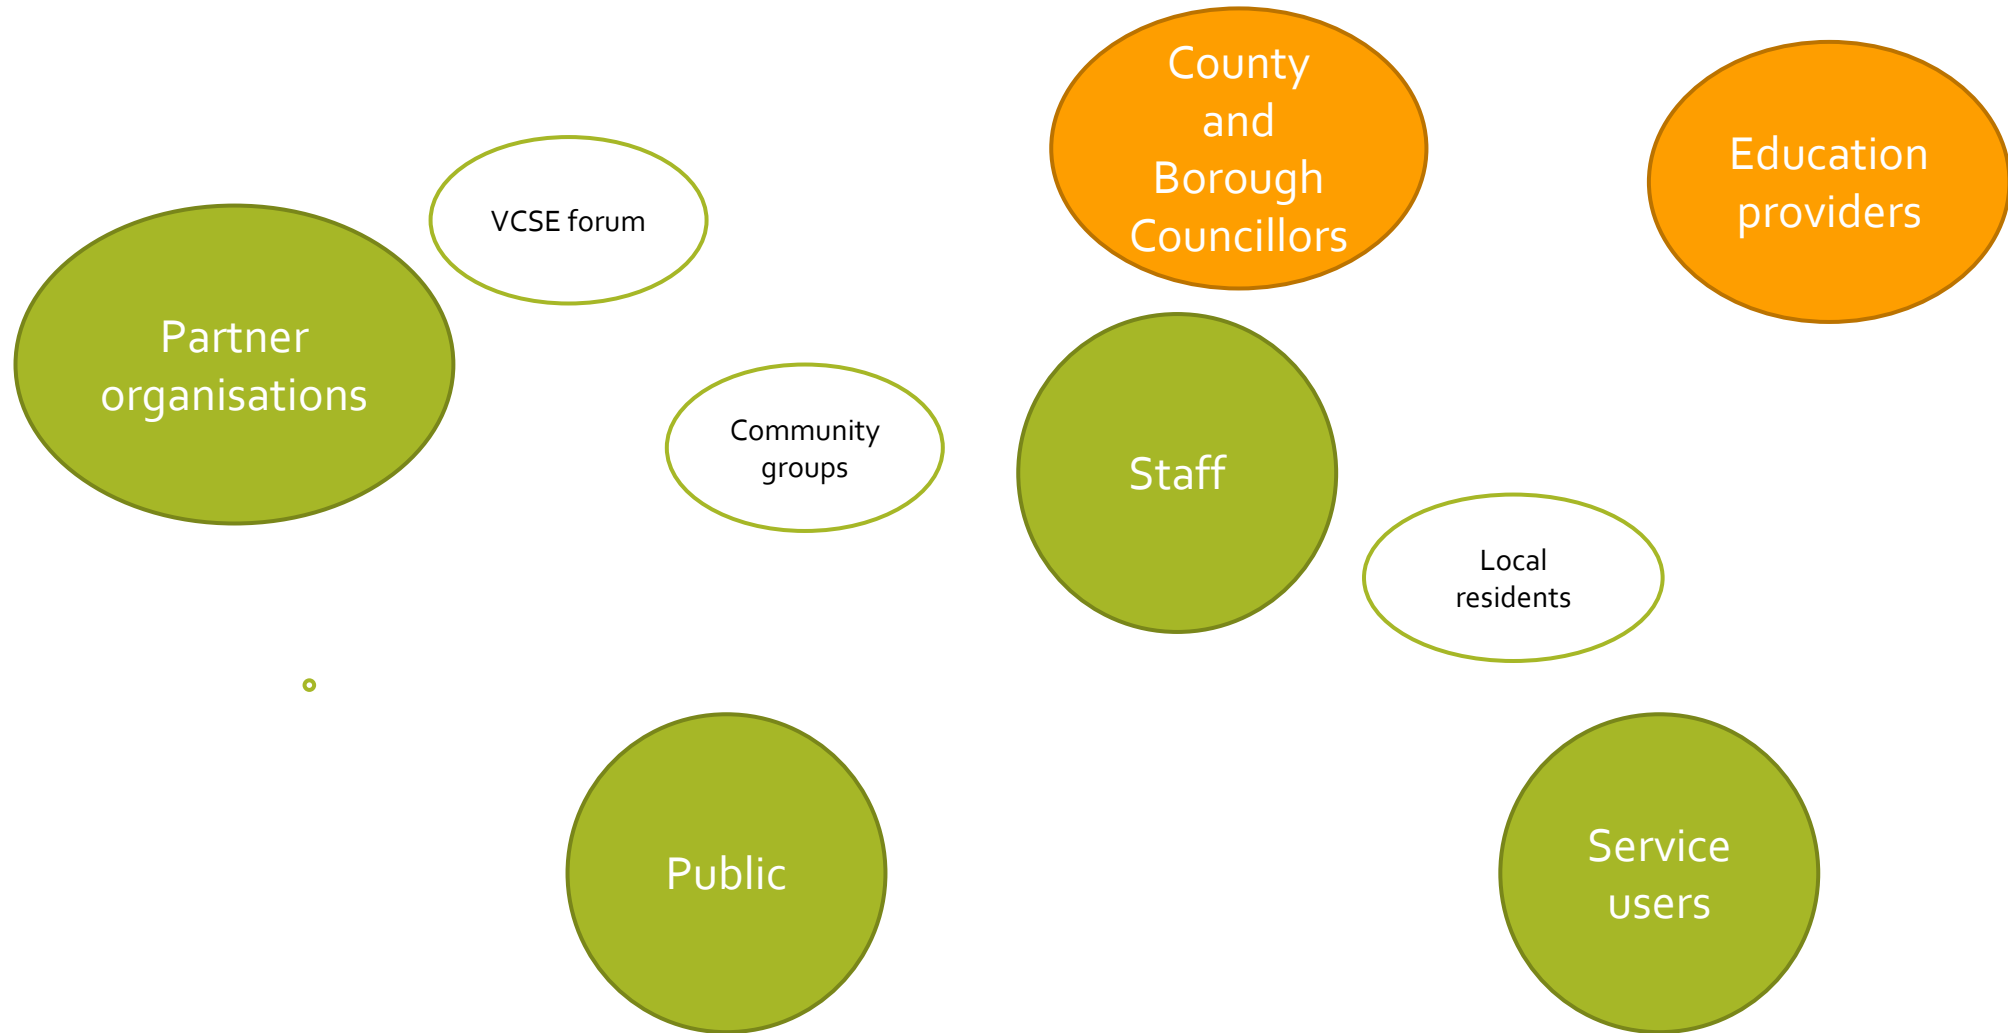 County
and
Borough
Councillors
Education
providers
VCSE forum
Partner
organisations
Community
groups
Staff
Local
residents
Public
Service
users